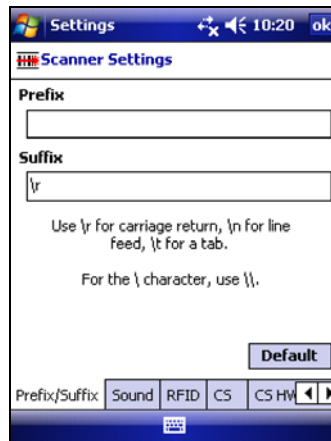 Settings 10:20 ok
Scanner Settings
Prefix
Suffix
\r
Use \r for carriage return, \n for line
feed, \t for a tab.
For the \ character, use \\.
Default
Prefix/Suffix Sound RFID CS CS HW